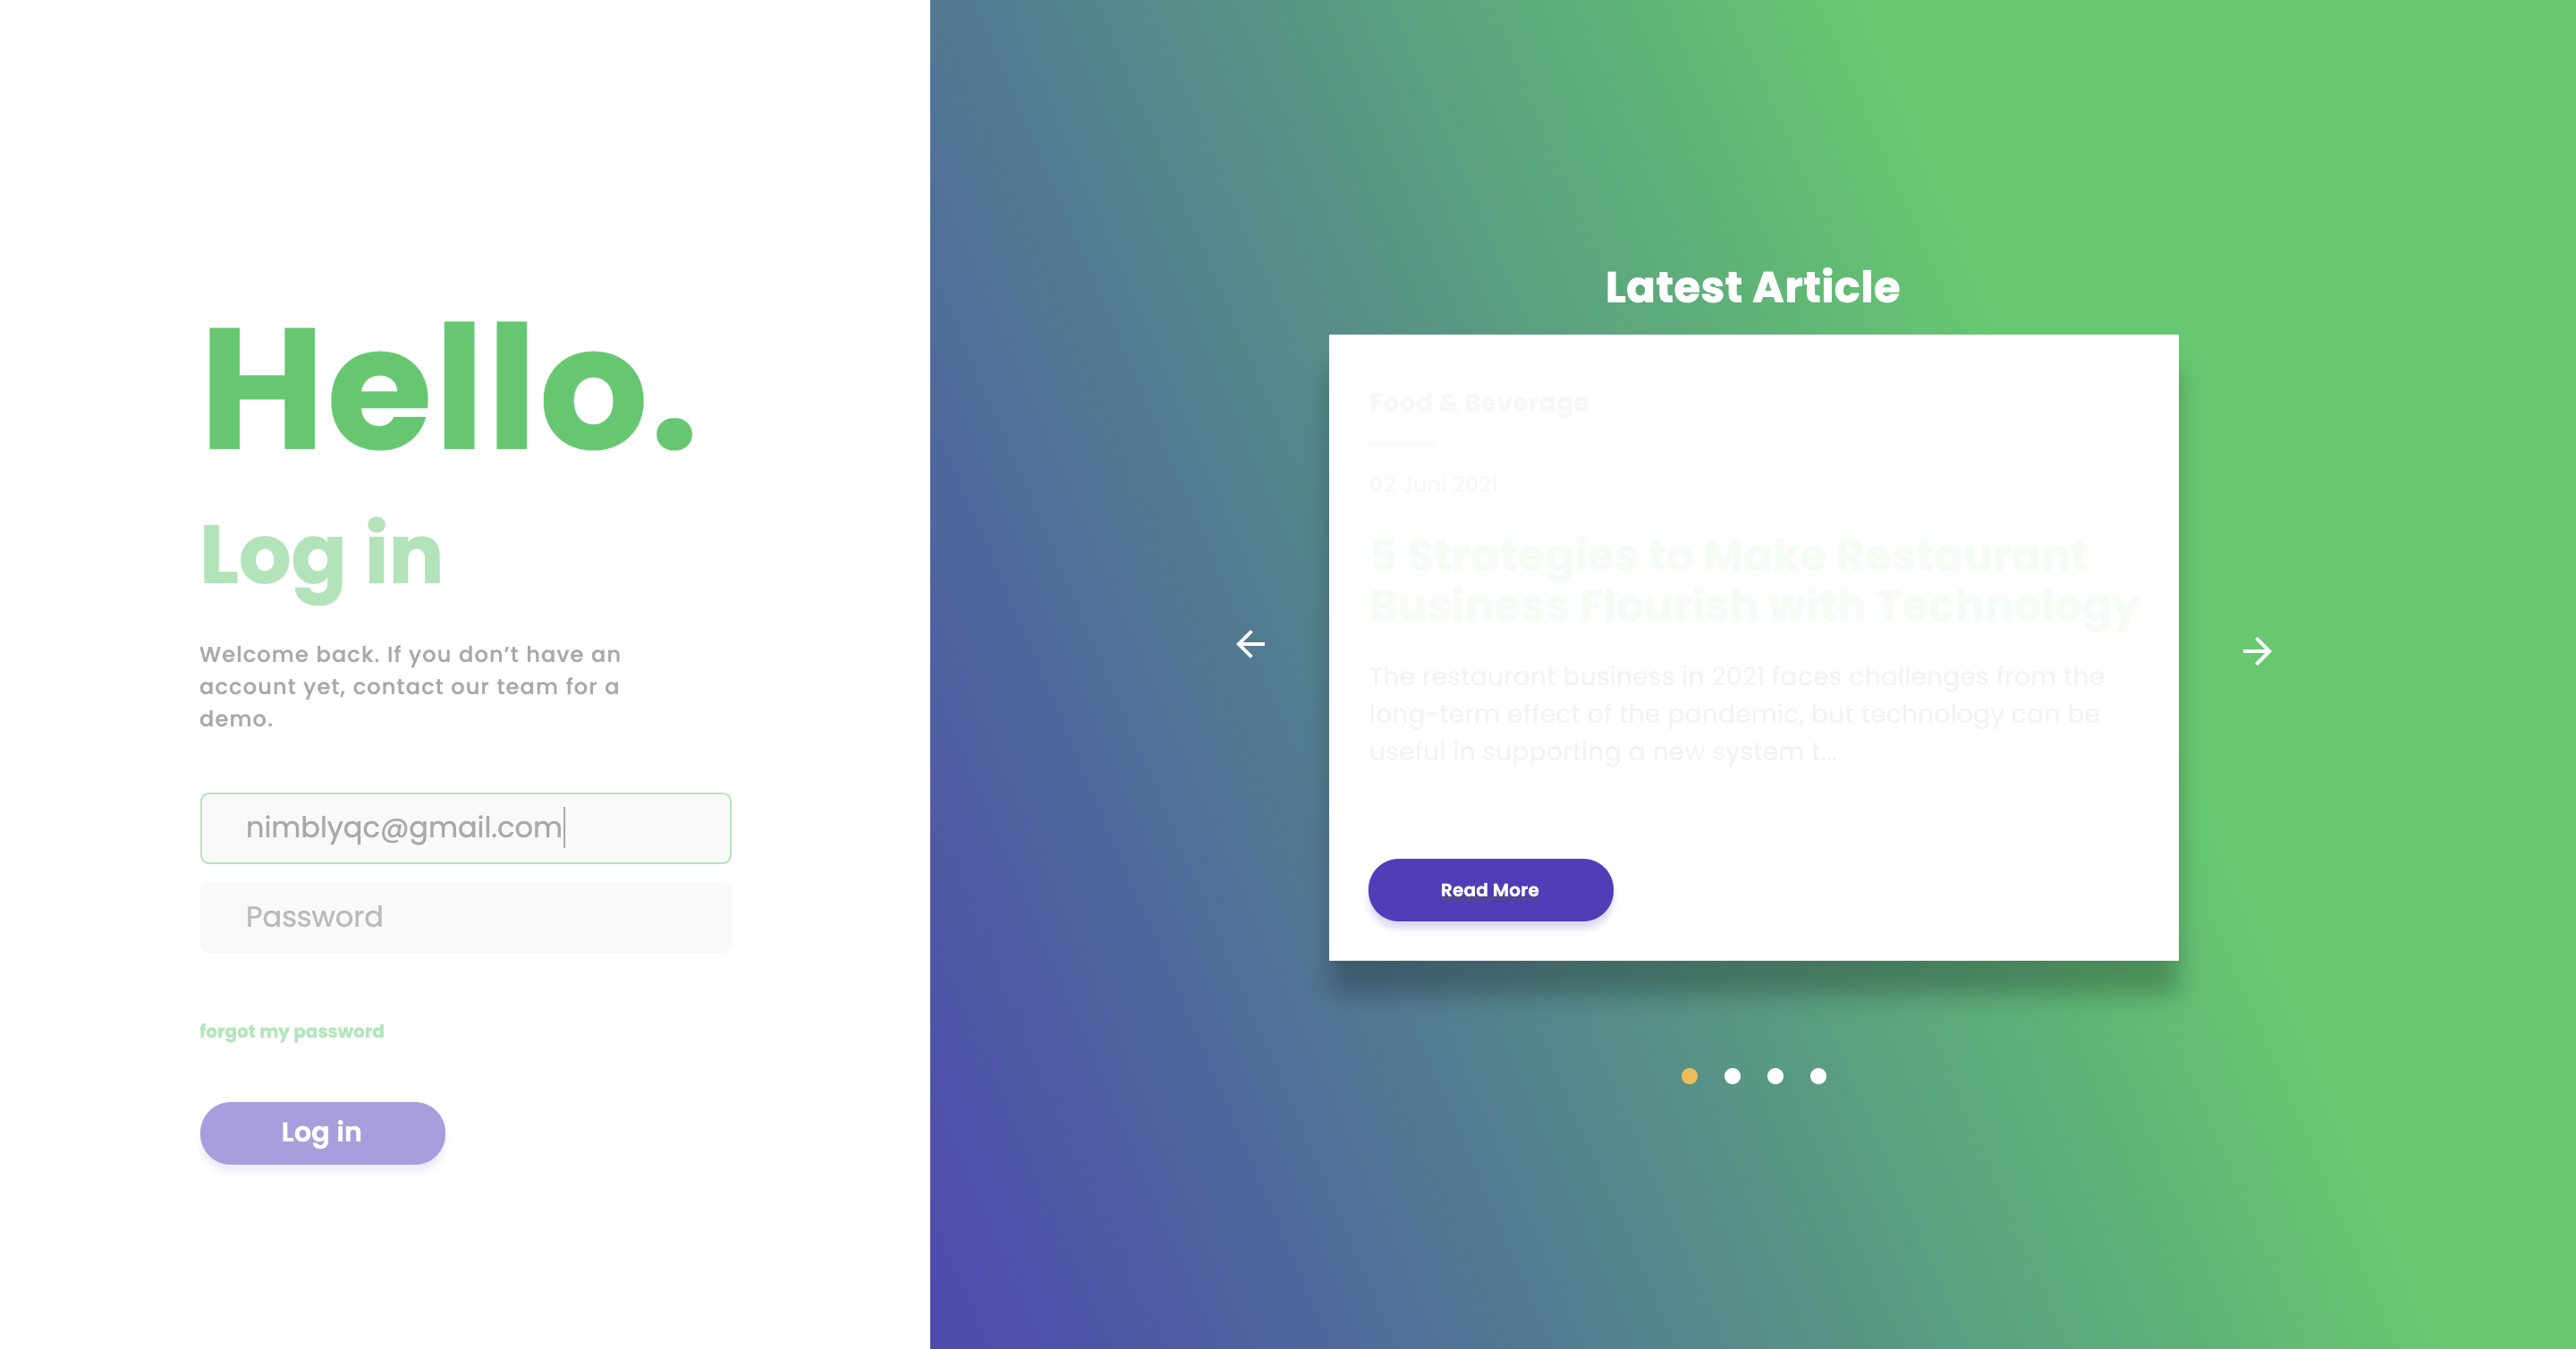 Hello.
Log in
Welcome back. If you don’t have an
account yet, contact our team for a
demo.
nimblyqc@gmail.com
Password
forgot my password
Log in
Latest Article
Food & Beverage
02 Juni 2021
5 Strategies to Make Restaurant
Business Flourish with Technology
The restaurant business in 2021 faces challenges from the
long-term effect of the pandemic, but technology can be
useful in supporting a new system t...
Read More